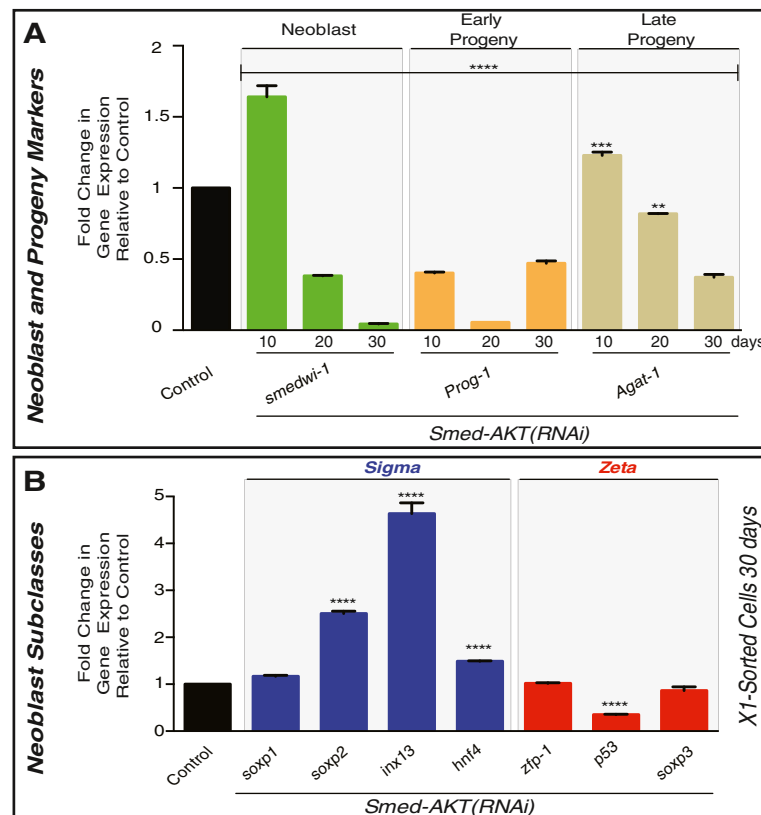 A
Neoblast and Progeny Markers
Fold Change in
Gene Expression
Relative to Control
2
1.5
1
0.5
0
Neoblast
Early
Progeny
Late
Progeny
****
***
**
10 20 30 10 20 30 10 20 30 days
Control
smedwi-1
Prog-1
Agat-1
Smed-AKT(RNAi)
B
Neoblast Subclasses
Fold Change in
Gene Expression
Relative to Control
5
4
3
2
1
0
Sigma
Zeta
****
****
****
****
Control
soxp1
soxp2
inx13
hnf4
zfp-1
p53
soxp3
Smed-AKT(RNAi)
X1-Sorted Cells 30 days